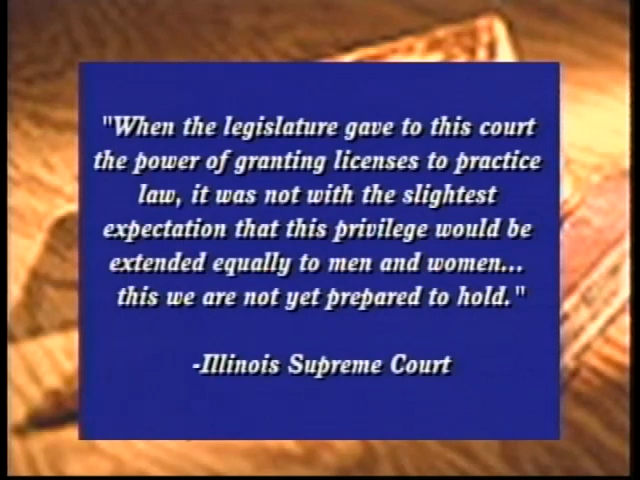 "When the legislature gave to this court
the power of granting licenses to practice
law, it was not with the slightest
expectation that this privilege would be
extended equally to men and women...
this we are not yet prepared to hold."
-Illinois Supreme Court